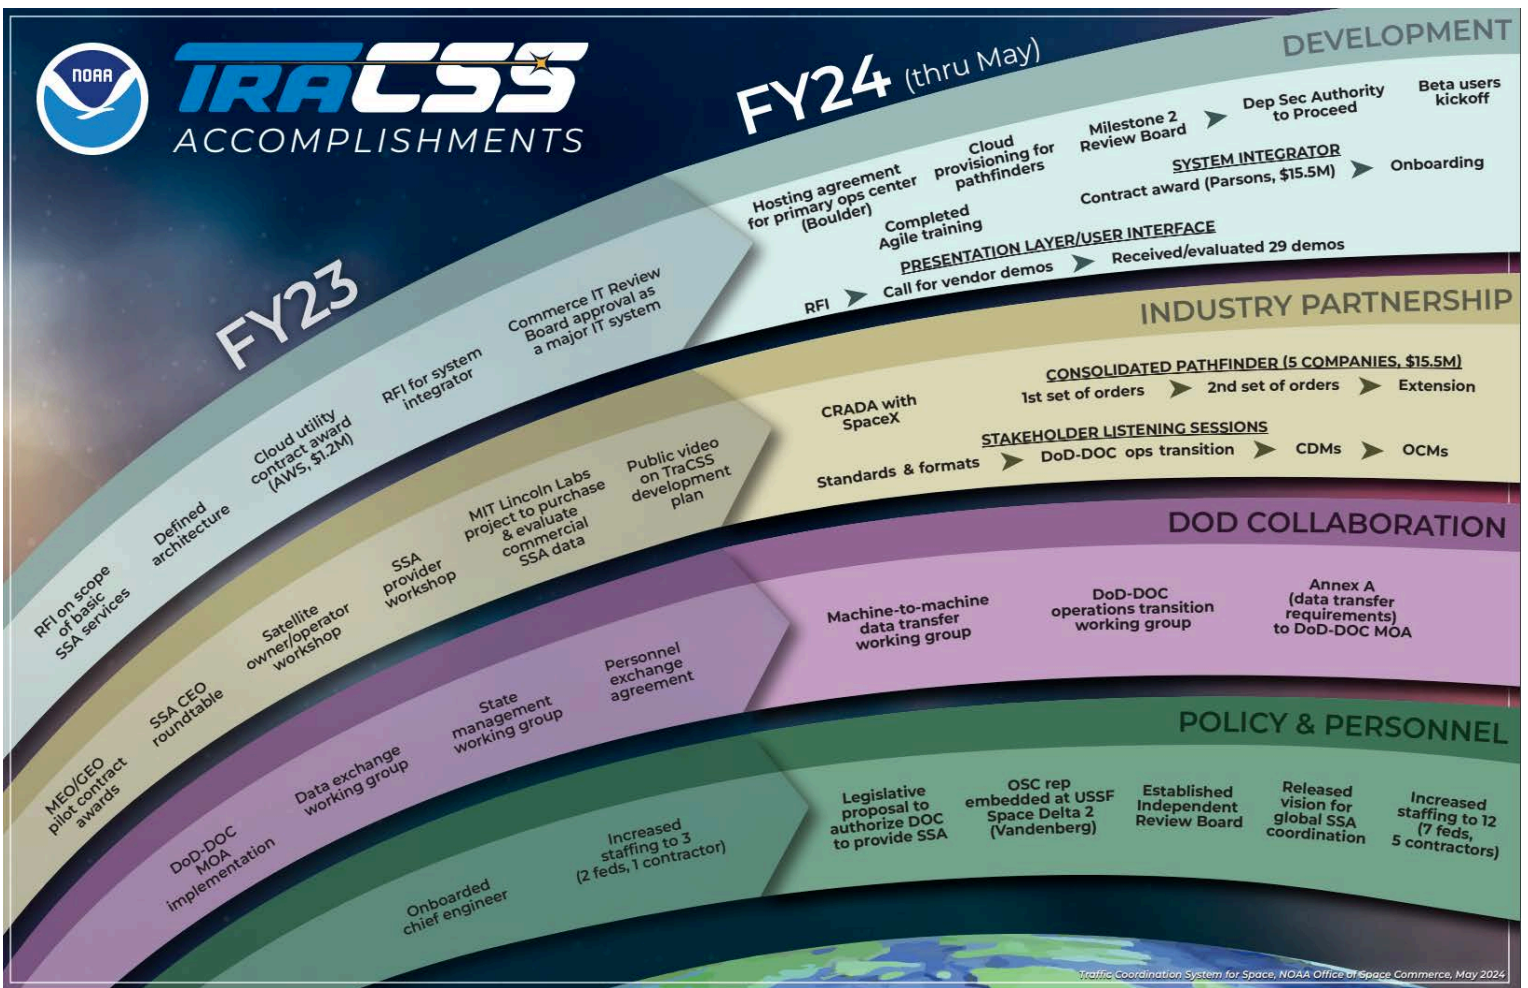 NOAA
TRACSS
ACCOMPLISHMENTS
FY23
FY24 (thru May)
DEVELOPMENT
RFI on scope
of basic
SSA services
Defined
architecture
Cloud utility
contract award
(AWS, $1.2M)
RFI for system
integrator
Commerce IT Review
Board approval as
a major IT system
Hosting agreement
for primary ops center
(Boulder)
Cloud
provisioning for
pathfinders
Completed
Agile training
Milestone 2
Review Board
Dep Sec Authority
to Proceed
Beta users
kickoff
SYSTEM INTEGRATOR
Contract award (Parsons, $15.5M)
Onboarding
PRESENTATION LAYER/USER INTERFACE
RFI
Call for vendor demos
Received/evaluated 29 demos
INDUSTRY PARTNERSHIP
MEO/GEO
pilot contract
awards
SSA CEO
roundtable
Satellite
owner/operator
workshop
SSA
provider
workshop
MIT Lincoln Labs
project to purchase
& evaluate
commercial
SSA data
Public video
on TraCSS
development
plan
CRADA with
SpaceX
CONSOLIDATED PATHFINDER (5 COMPANIES, $15.5M)
1st set of orders
2nd set of orders
Extension
STAKEHOLDER LISTENING SESSIONS
Standards & formats
DoD-DOC ops transition
CDMs
OCMs
DOD COLLABORATION
DoD-DOC
MOA
implementation
Data exchange
working group
State
management
working group
Personnel
exchange
agreement
Machine-to-machine
data transfer
working group
DoD-DOC
operations transition
working group
Annex A
(data transfer
requirements)
to DoD-DOC MOA
POLICY & PERSONNEL
Onboarded
chief engineer
Increased
staffing to 3
(2 feds, 1 contractor)
Legislative
proposal to
authorize DOC
to provide SSA
OSC rep
embedded at USSF
Space Delta 2
(Vandenberg)
Established
Independent
Review Board
Released
vision for
global SSA
coordination
Increased
staffing to 12
(7 feds,
5 contractors)
Traffic Coordination System for Space, NOAA Office of Space Commerce, May 2024